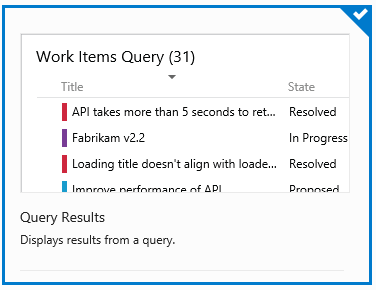 Work Items Query (31)
Title State
API takes more than 5 seconds to ret... Resolved
Fabrikam v2.2 In Progress
Loading title doesn't align with loade... Resolved
Improve performance of API Proposed
Query Results
Displays results from a query.